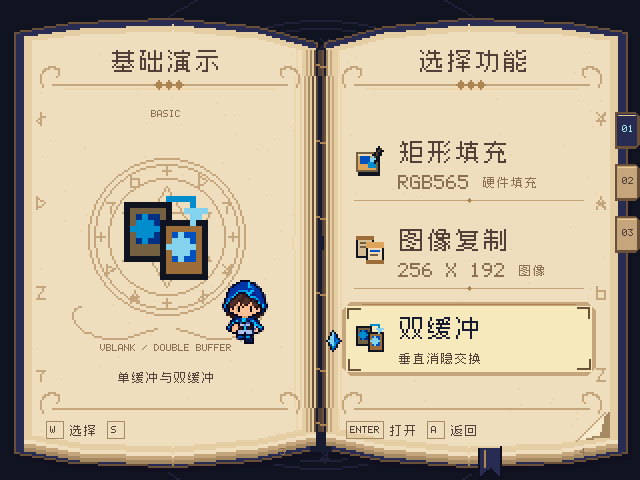 基础演示
BASIC
VBLANK / DOUBLE BUFFER
单缓冲与双缓冲
W 选择 S
选择功能
矩形填充
RGB565 硬件填充
图像复制
256 X 192 图像
双缓冲
垂直消隐交换
ENTER 打开 A 返回
01
02
03